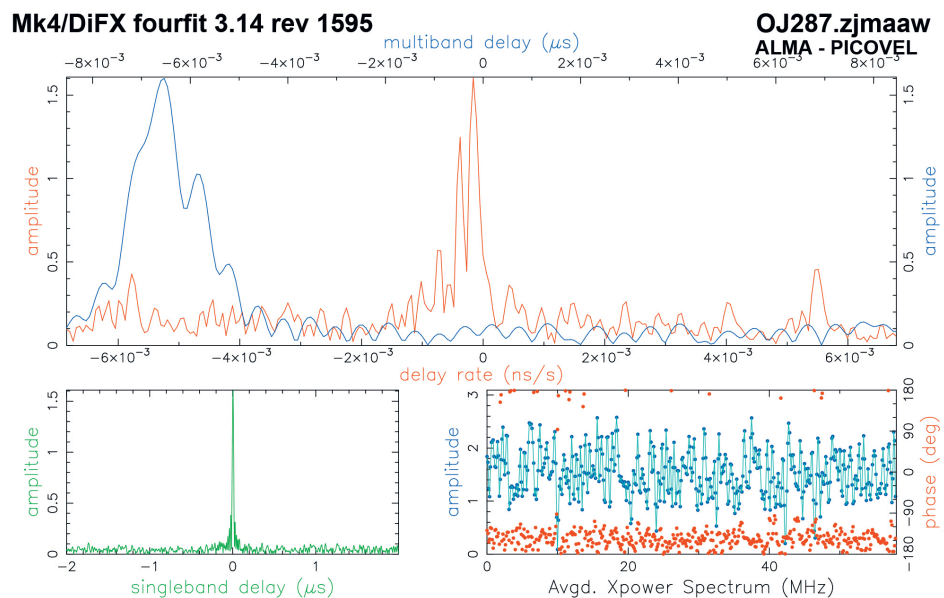 Mk4/DiFX fourfit 3.14 rev 1595
OJ287.zjmaaw
ALMA - PICOVEL
multiband delay (μs)
−8×10⁻³ −6×10⁻³ −4×10⁻³ −2×10⁻³ 0 2×10⁻³ 4×10⁻³ 6×10⁻³ 8×10⁻³
amplitude
0 0.5 1 1.5
amplitude
0 0.5 1 1.5
−6×10⁻³ −4×10⁻³ −2×10⁻³ 0 2×10⁻³ 4×10⁻³ 6×10⁻³
delay rate (ns/s)
amplitude
0 0.5 1 1.5
−2 −1 0 1
singleband delay (μs)
amplitude
0 1 2 3
phase (deg)
−180 −90 0 90 180
0 20 40
Avgd. Xpower Spectrum (MHz)